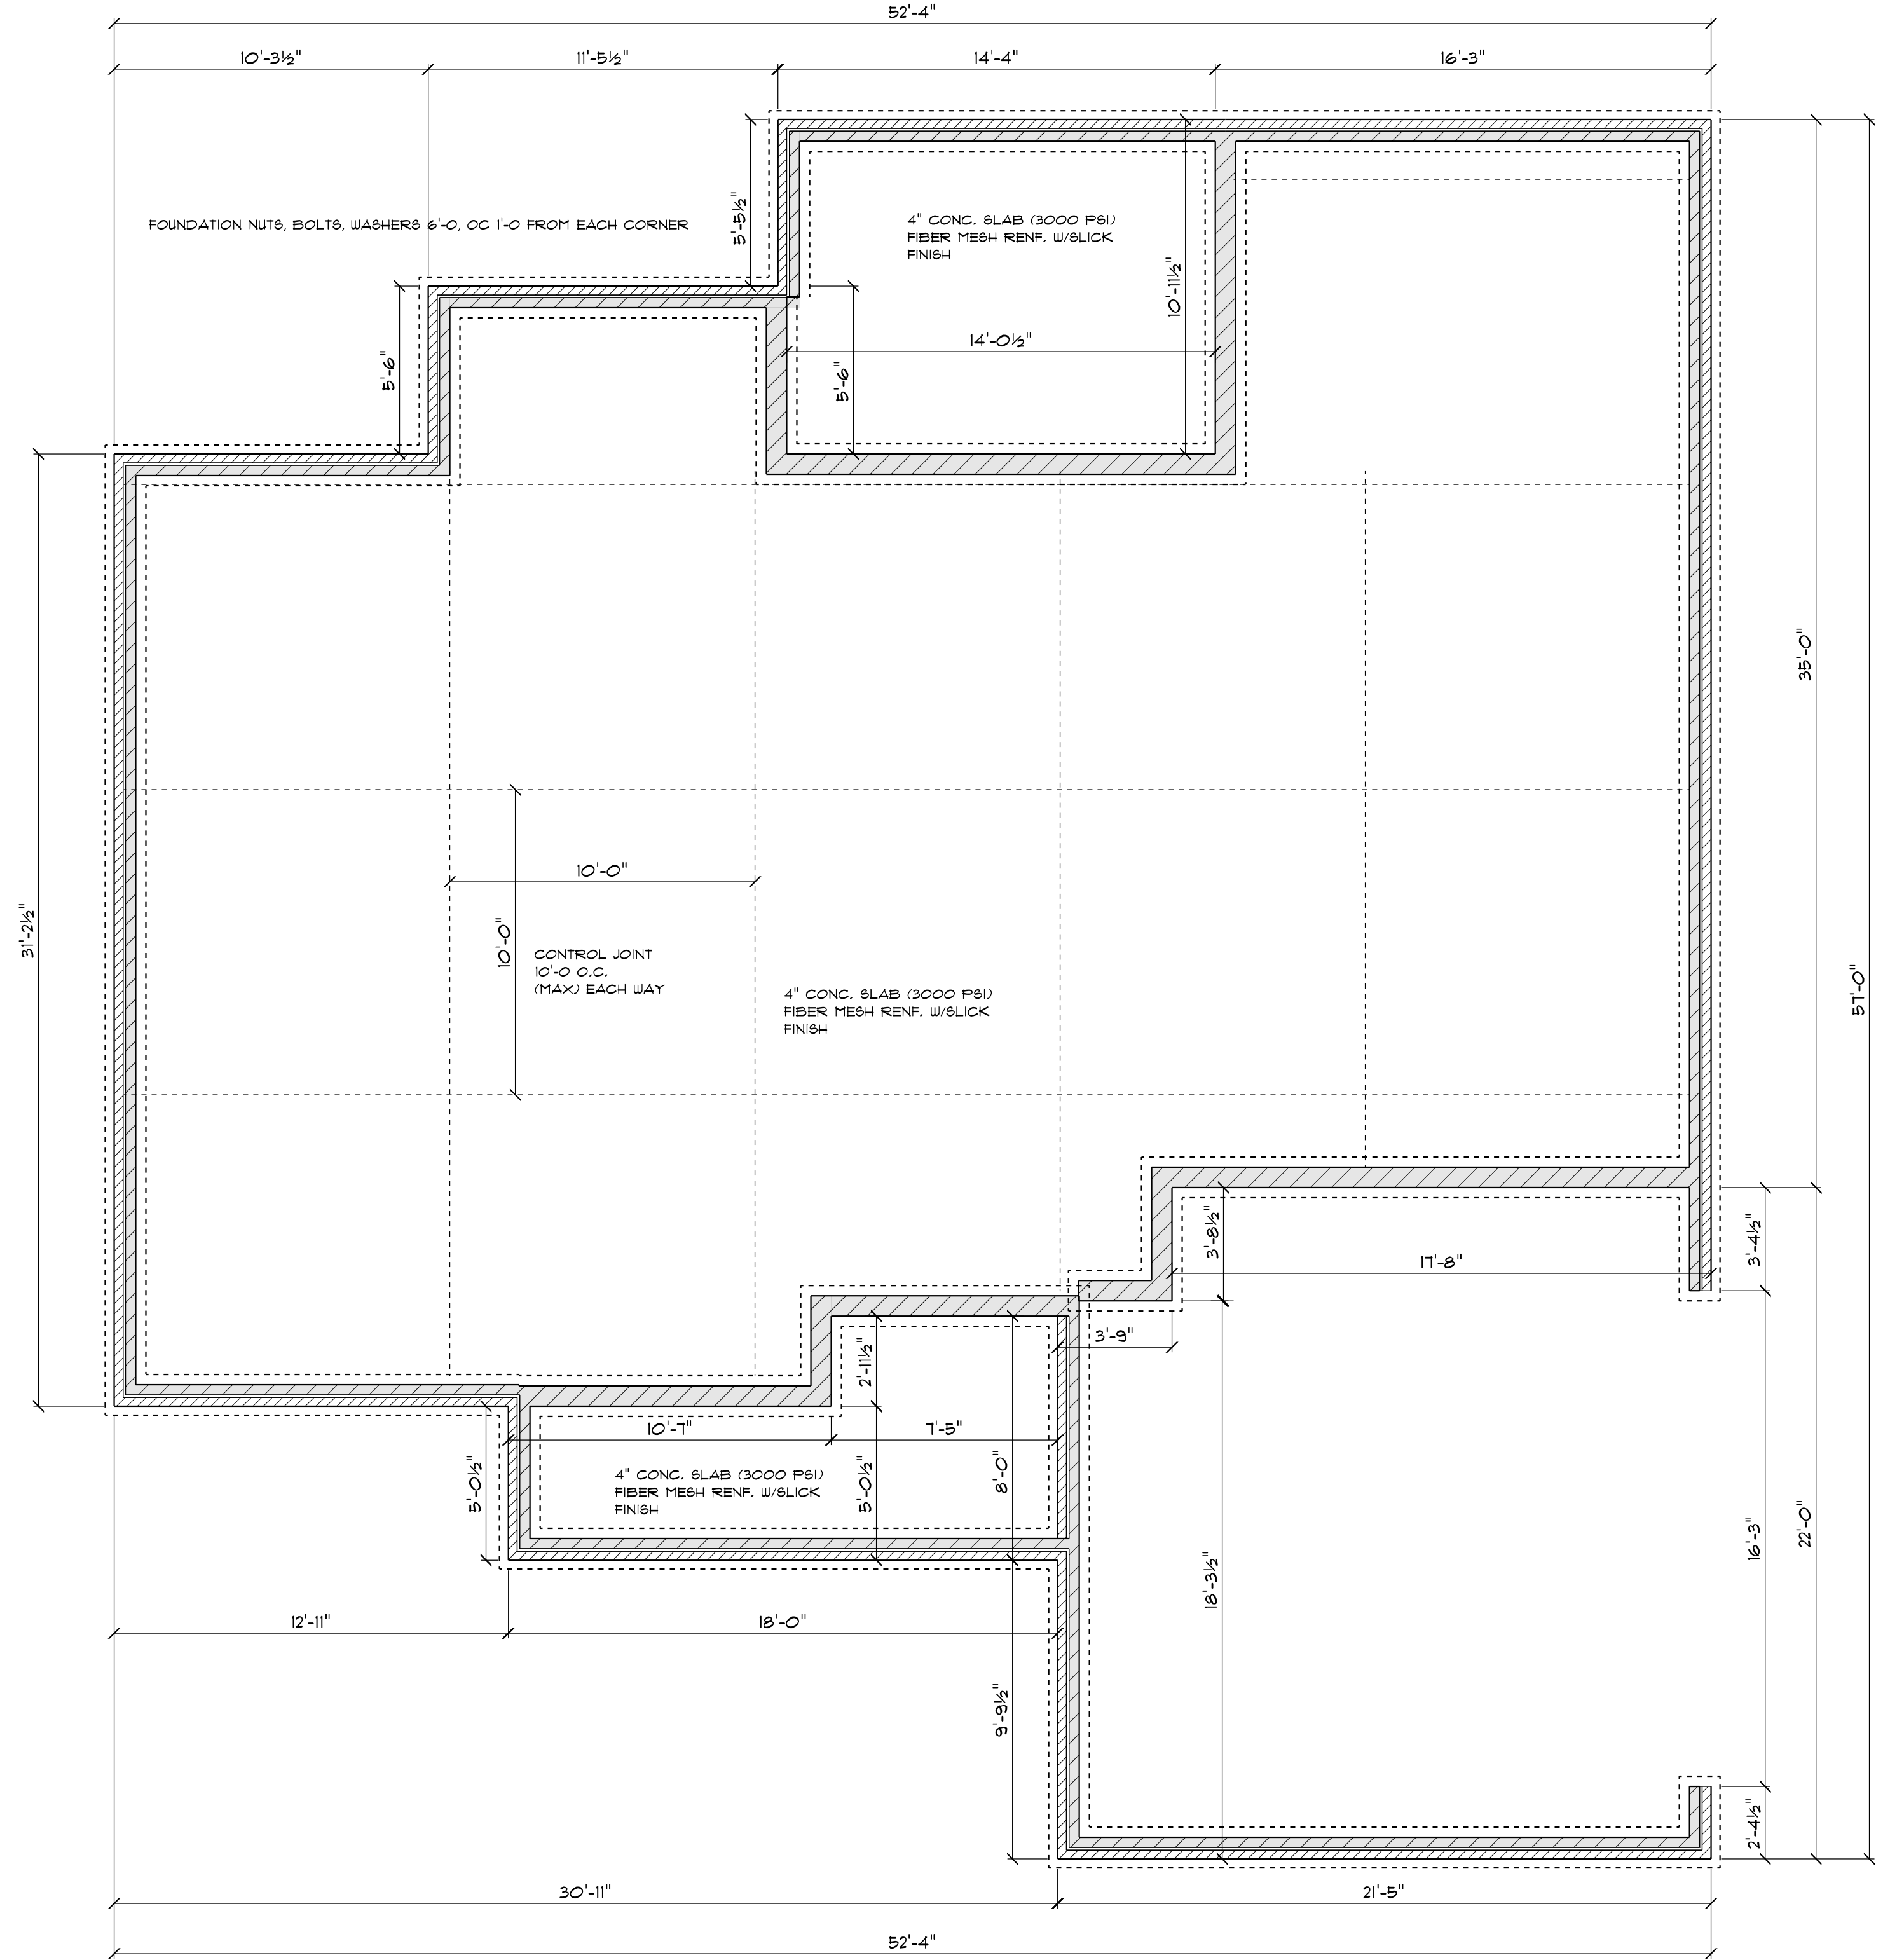 52'-4"
10'-3½"
11'-5½"
14'-4"
16'-3"
5'-5½"
FOUNDATION NUTS, BOLTS, WASHERS 6'-0, OC 1'-0 FROM EACH CORNER
4" CONC. SLAB (3000 PSI)
FIBER MESH RENF. W/SLICK
FINISH
10'-11½"
14'-0½"
5'-6"
5'-6"
35'-0"
31'-2½"
10'-0"
10'-0"
CONTROL JOINT
10'-0 O.C.
(MAX) EACH WAY
4" CONC. SLAB (3000 PSI)
FIBER MESH RENF. W/SLICK
FINISH
57'-0"
3'-8½"
17'-8"
3'-4½"
3'-9"
2'-11½"
10'-7"
7'-5"
5'-0½"
4" CONC. SLAB (3000 PSI)
FIBER MESH RENF. W/SLICK
FINISH
5'-0½"
8'-0"
16'-3"
22'-0"
18'-3½"
12'-11"
18'-0"
9'-9½"
2'-4½"
30'-11"
21'-5"
52'-4"